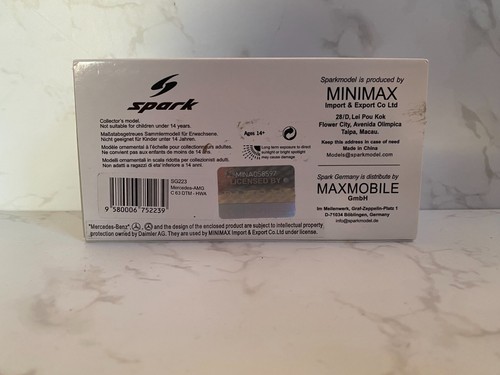 spark
Collector's model.
Not suitable for children under 14 years.
Maßstabsgetreues Sammlermodell für Erwachsene.
Nicht geeignet für Kinder unter 14 Jahren.
Modèle ornemental à l'échelle pour collectionneurs adultes.
Ne convient pas aux enfants de moins de 14 ans.
Modelli ornamentali in scala ridotta per collezionisti adulti.
Non adatti a ragazzi di eta' inferiore ai 14 anni.
Ages 14+
Long term exposure to direct
sunlight or bright spotlight
may cause damage.
LICENSED BY
9 580006 752239
SG223
Mercedes-AMG
C 63 DTM - HWA
"Mercedes-Benz", and the design of the enclosed product are subject to intellectual property
protection owned by Daimler AG. They are used by MINIMAX Import & Export Co.Ltd under license.
Sparkmodel is produced by
MINIMAX
Import & Export Co Ltd
28/D, Lei Pou Kok
Flower City, Avenida Olimpica
Taipa, Macau.
Keep this address in case of need
Made in China
Models@sparkmodel.com
Spark Germany is distribute by
MAXMOBILE
GmbH
Im Meilenwerk, Graf-Zeppelin-Platz 1
D-71034 Böblingen, Germany
info@sparkmodel.de